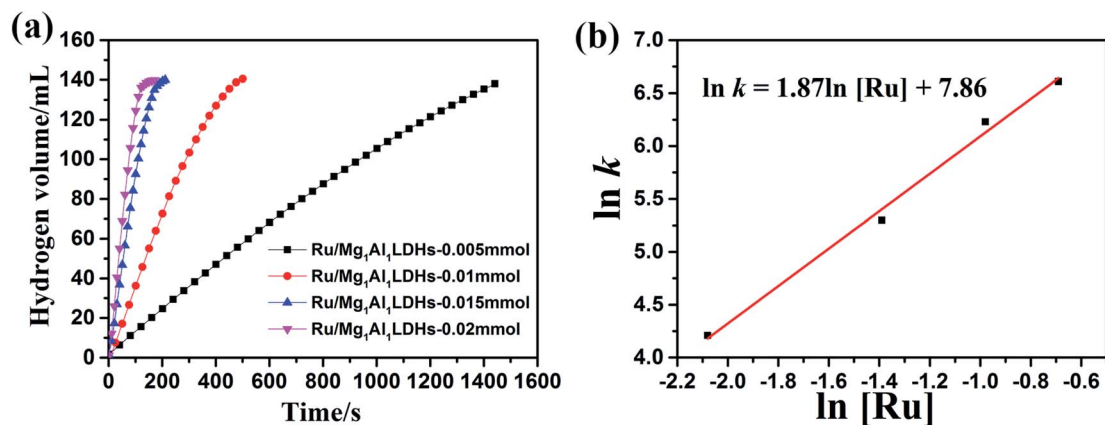 (a)
Hydrogen volume/mL
160
140
120
100
80
60
40
20
0
Ru/Mg₁Al₁LDHs-0.005mmol
Ru/Mg₁Al₁LDHs-0.01mmol
Ru/Mg₁Al₁LDHs-0.015mmol
Ru/Mg₁Al₁LDHs-0.02mmol
0 200 400 600 800 1000 1200 1400 1600
Time/s
(b)
ln k
7.0
6.5
6.0
5.5
5.0
4.5
4.0
ln k = 1.87ln [Ru] + 7.86
-2.2 -2.0 -1.8 -1.6 -1.4 -1.2 -1.0 -0.8 -0.6
ln [Ru]